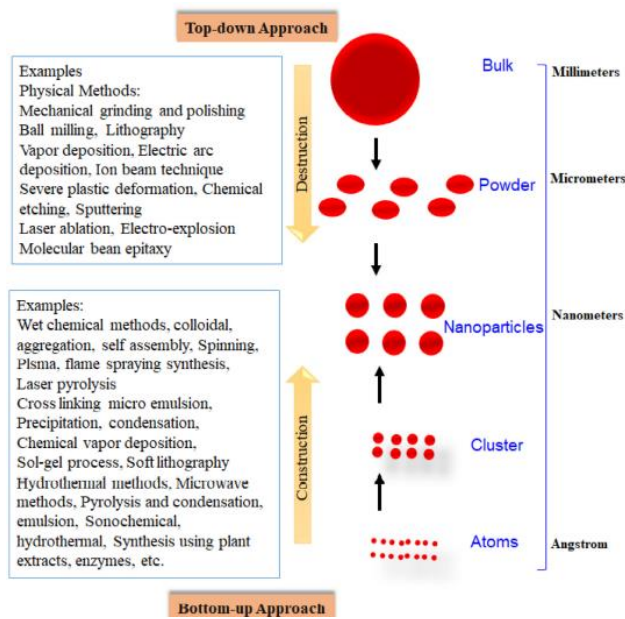 Top-down Approach
Examples
Physical Methods:
Mechanical grinding and polishing
Ball milling, Lithography
Vapor deposition, Electric arc
deposition, Ion beam technique
Severe plastic deformation, Chemical
etching, Sputtering
Laser ablation, Electro-explosion
Molecular bean epitaxy
Destruction
Bulk
Millimeters
Powder
Micrometers
Examples:
Wet chemical methods, colloidal,
aggregation, self assembly, Spinning,
Plsma, flame spraying synthesis,
Laser pyrolysis
Cross linking micro emulsion,
Precipitation, condensation,
Chemical vapor deposition,
Sol-gel process, Soft lithography
Hydrothermal methods, Microwave
methods, Pyrolysis and condensation,
emulsion, Sonochemical,
hydrothermal, Synthesis using plant
extracts, enzymes, etc.
Construction
Nanoparticles
Nanometers
Cluster
Atoms
Angstrom
Bottom-up Approach